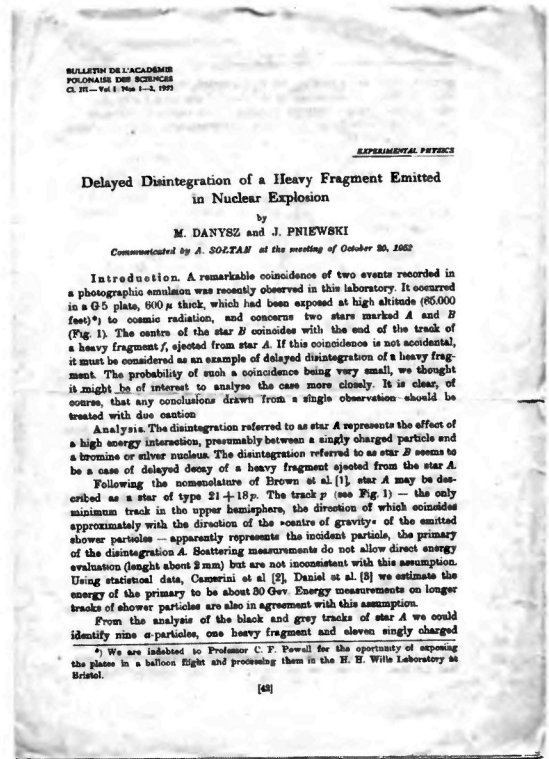 BULLETIN DE L'ACADÉMIE
POLONAISE DES SCIENCES
Cl. III — Vol 1 Nos 1—2, 1953
EXPERIMENTAL PHYSICS
Delayed Disintegration of a Heavy Fragment Emitted
in Nuclear Explosion
by
M. DANYSZ and J. PNIEWSKI
Communicated by A. SOŁTAN at the meeting of October 20, 1952
Introduction. A remarkable coincidence of two events recorded in
a photographic emulsion was recently observed in this laboratory. It occurred
in a G·5 plate, 600 μ thick, which had been exposed at high altitude (85.000
feet)*) to cosmic radiation, and concerns two stars marked A and B
(Fig. 1). The centre of the star B coincides with the end of the track of
a heavy fragment f, ejected from star A. If this coincidence is not accidental,
it must be considered as an example of delayed disintegration of a heavy frag-
ment. The probability of such a coincidence being very small, we thought
it might be of interest to analyse the case more closely. It is clear, of
course, that any conclusions drawn from a single observation should be
treated with due caution
Analysis. The disintegration referred to as star A represents the effect of
a high energy interaction, presumably between a singly charged particle and
a bromine or silver nucleus. The disintegration referred to as star B seems to
be a case of delayed decay of a heavy fragment ejected from the star A.
Following the nomenclature of Brown et al. [1], star A may be des-
cribed as a star of type 21 + 18p. The track p (see Fig. 1) — the only
minimum track in the upper hemisphere, the direction of which coincides
approximately with the direction of the »centre of gravity« of the emitted
shower particles — apparently represents the incident particle, the primary
of the disintegration A. Scattering measurements do not allow direct energy
evaluation (lenght about 2 mm) but are not inconsistent with this assumption.
Using statistical data, Camerini et al [2], Daniel et al. [3] we estimate the
energy of the primary to be about 30 Gev. Energy measurements on longer
tracks of shower particles are also in agreement with this assumption.
From the analysis of the black and grey tracks of star A we could
identify nine α-particles, one heavy fragment and eleven singly charged
*) We are indebted to Professor C. F. Powell for the oportunity of exposing
the plates in a balloon flight and processing them in the H. H. Wills Laboratory at
Bristol.
[42]